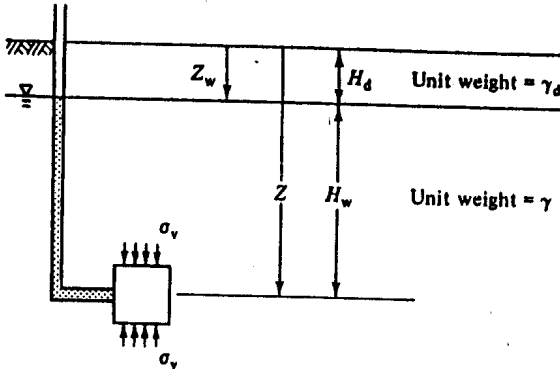 Z_w
H_d
Unit weight = γ_d
Z
H_w
Unit weight = γ
σ_v
σ_v